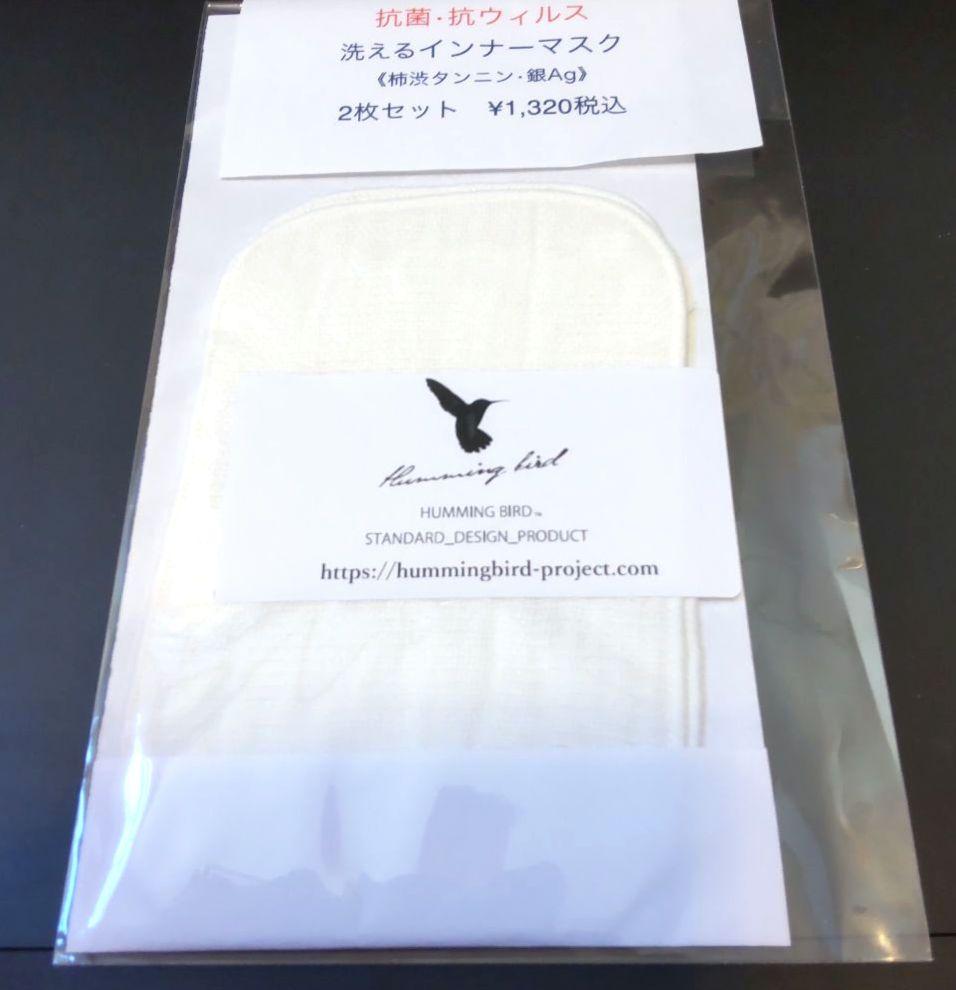 抗菌・抗ウィルス
洗えるインナーマスク
《柿渋タンニン・銀Ag》
2枚セット　¥1,320税込
Humming bird
HUMMING BIRD™
STANDARD_DESIGN_PRODUCT
https://hummingbird-project.com